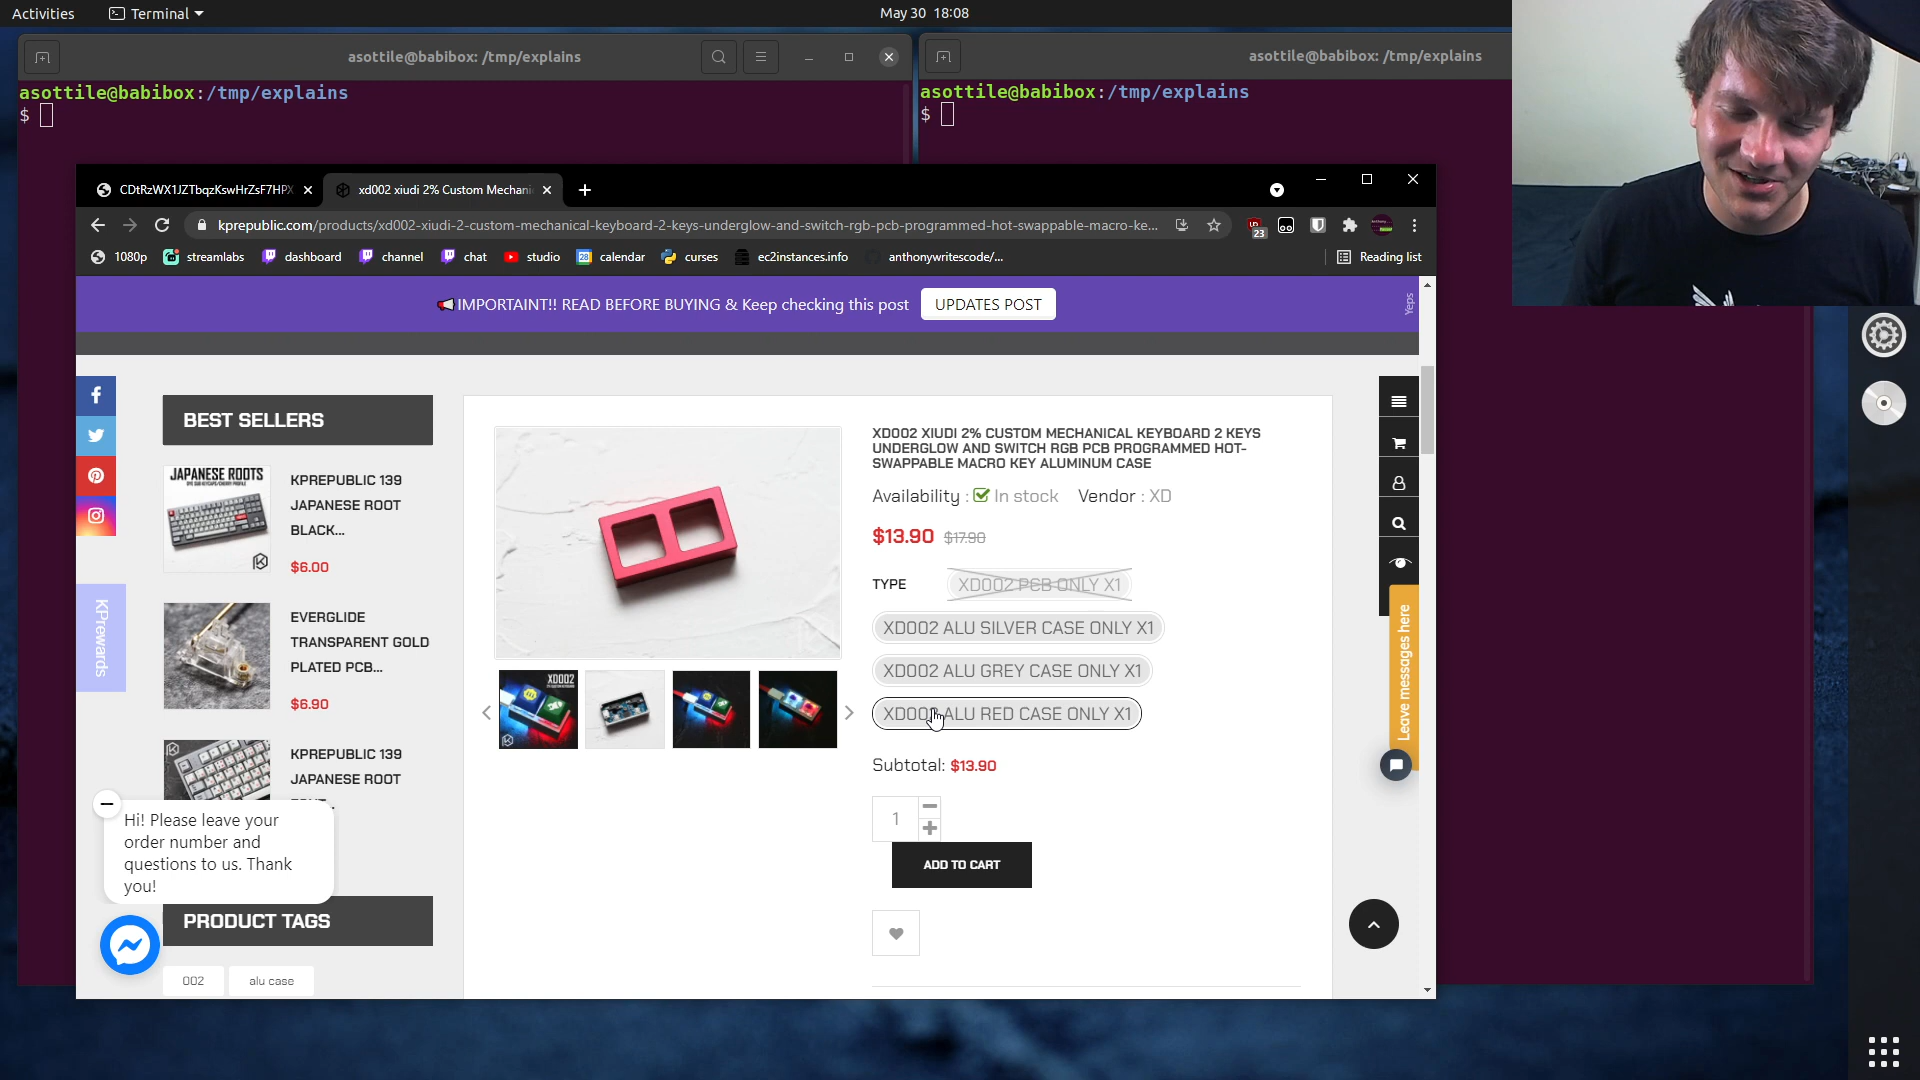 Activities
Terminal
May 30 18:08
asottile@babibox: /tmp/explains
asottile@babibox:/tmp/explains
$
asottile@babibox: /tmp/explains
asottile@babibox:/tmp/explains
$
CDtRzWX1JZTbqzKswHrZsF7HPX
xd002 xiudi 2% Custom Mechani
kprepublic.com/products/xd002-xiudi-2-custom-mechanical-keyboard-2-keys-underglow-and-switch-rgb-pcb-programmed-hot-swappable-macro-ke...
23
1080p
streamlabs
dashboard
channel
chat
studio
28
calendar
curses
ec2instances.info
anthonywritescode/...
Reading list
IMPORTAINT!! READ BEFORE BUYING & Keep checking this post
UPDATES POST
Yeps
BEST SELLERS
JAPANESE ROOTS
KPREPUBLIC 139
JAPANESE ROOT
BLACK...
$6.00
EVERGLIDE
TRANSPARENT GOLD
PLATED PCB...
$6.90
KPREPUBLIC 139
JAPANESE ROOT
KPrewards
Hi! Please leave your
order number and
questions to us. Thank
you!
PRODUCT TAGS
002
alu case
XD002
XD002 XIUDI 2% CUSTOM MECHANICAL KEYBOARD 2 KEYS
UNDERGLOW AND SWITCH RGB PCB PROGRAMMED HOT-
SWAPPABLE MACRO KEY ALUMINUM CASE
Availability : In stock Vendor : XD
$13.90 $17.90
TYPE
XD002 PCB ONLY X1
XD002 ALU SILVER CASE ONLY X1
XD002 ALU GREY CASE ONLY X1
XD002 ALU RED CASE ONLY X1
Subtotal: $13.90
1
ADD TO CART
Leave messages here